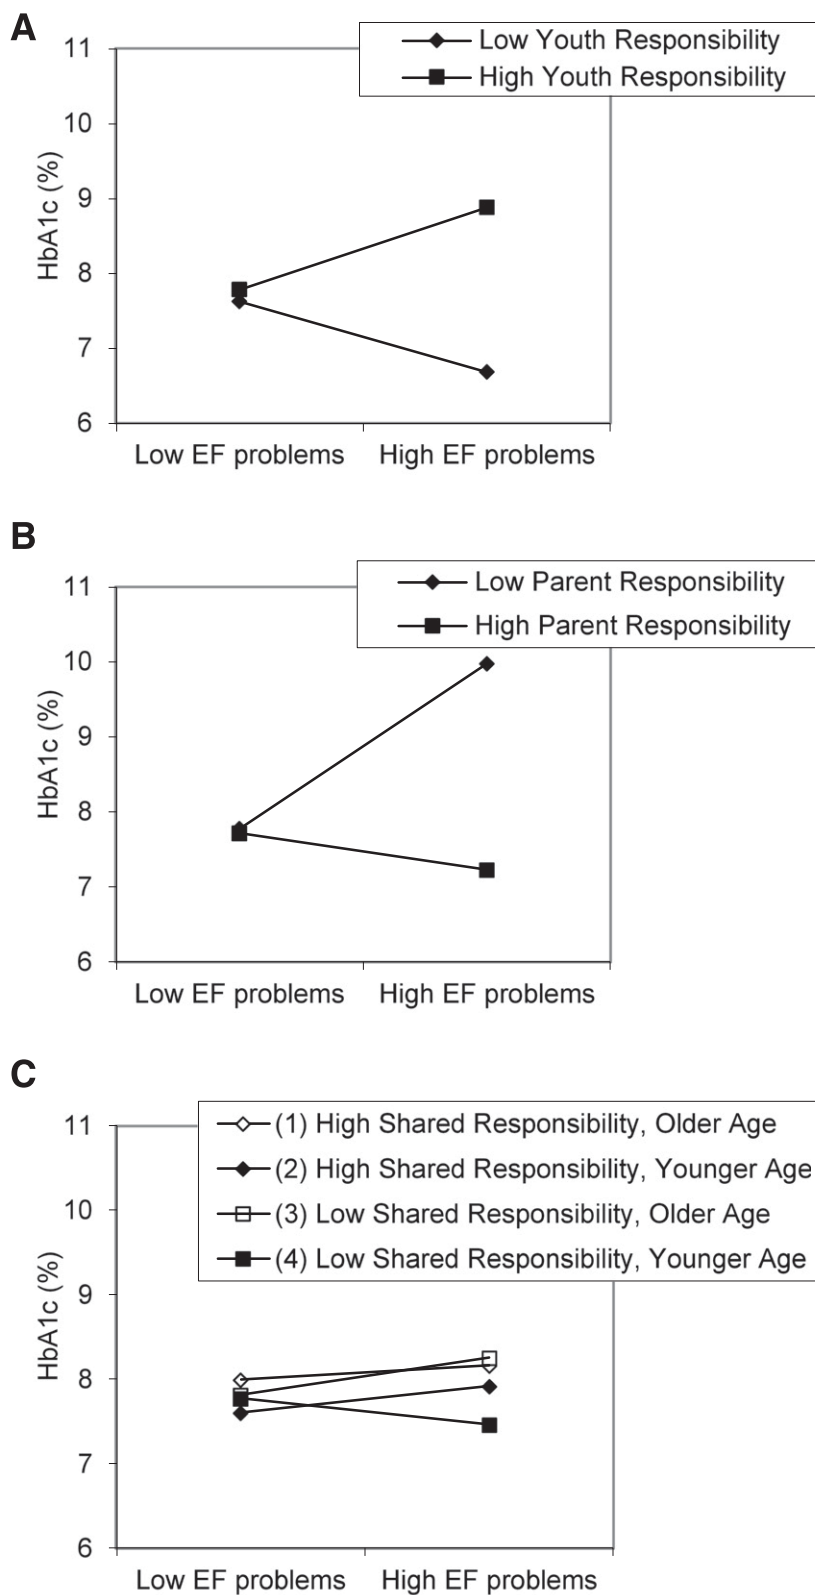 A
Low Youth Responsibility
High Youth Responsibility
11
10
9
8
7
6
HbA1c (%)
Low EF problems
High EF problems
B
Low Parent Responsibility
High Parent Responsibility
11
10
9
8
7
6
HbA1c (%)
Low EF problems
High EF problems
C
(1) High Shared Responsibility, Older Age
(2) High Shared Responsibility, Younger Age
(3) Low Shared Responsibility, Older Age
(4) Low Shared Responsibility, Younger Age
11
10
9
8
7
6
HbA1c (%)
Low EF problems
High EF problems